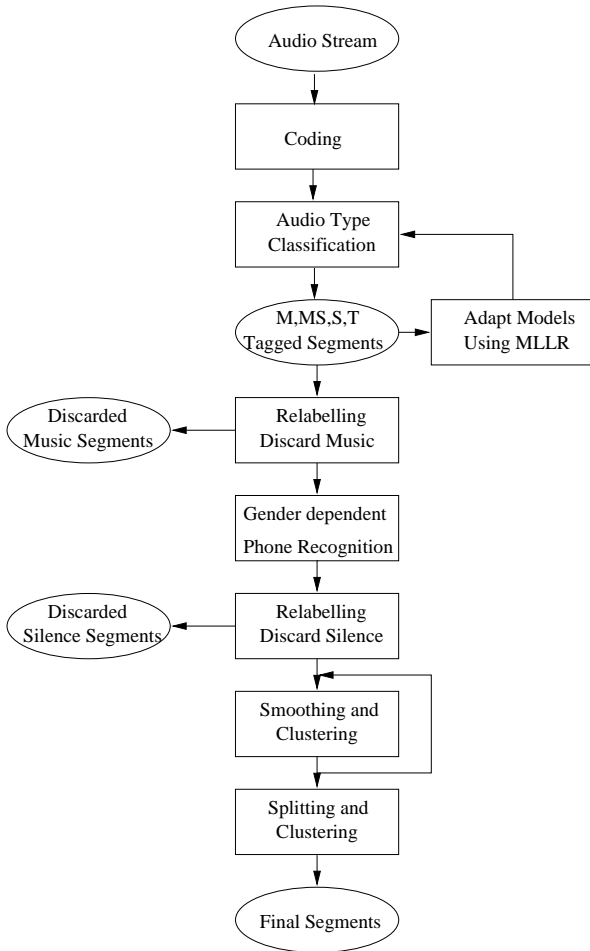 Audio Stream
Coding
Audio Type
Classification
M,MS,S,T
Tagged Segments
Adapt Models
Using MLLR
Discarded
Music Segments
Relabelling
Discard Music
Gender dependent
Phone Recognition
Discarded
Silence Segments
Relabelling
Discard Silence
Smoothing and
Clustering
Splitting and
Clustering
Final Segments